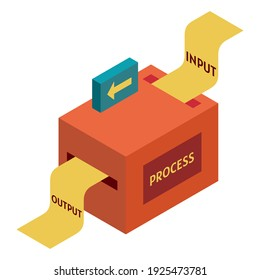 INPUT
PROCESS
OUTPUT
shutterstock.com · 1925473781